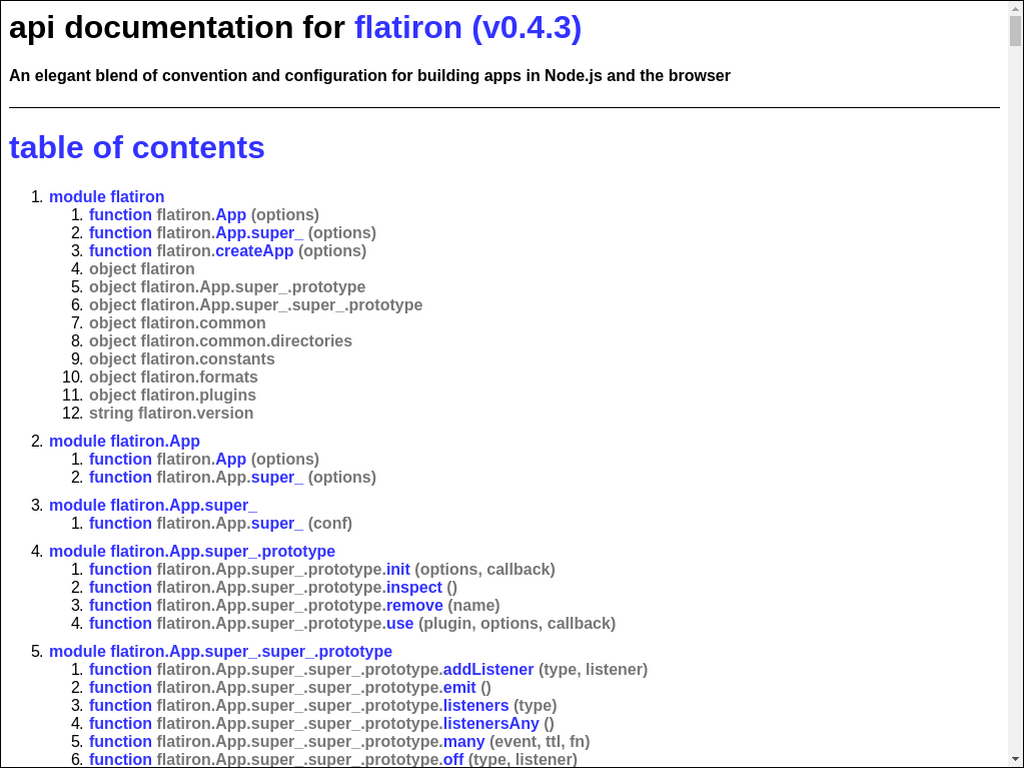 api documentation for flatiron (v0.4.3)
An elegant blend of convention and configuration for building apps in Node.js and the browser
table of contents
1. module flatiron
1. function flatiron.App (options)
2. function flatiron.App.super_ (options)
3. function flatiron.createApp (options)
4. object flatiron
5. object flatiron.App.super_.prototype
6. object flatiron.App.super_.super_.prototype
7. object flatiron.common
8. object flatiron.common.directories
9. object flatiron.constants
10. object flatiron.formats
11. object flatiron.plugins
12. string flatiron.version
2. module flatiron.App
1. function flatiron.App (options)
2. function flatiron.App.super_ (options)
3. module flatiron.App.super_
1. function flatiron.App.super_ (conf)
4. module flatiron.App.super_.prototype
1. function flatiron.App.super_.prototype.init (options, callback)
2. function flatiron.App.super_.prototype.inspect ()
3. function flatiron.App.super_.prototype.remove (name)
4. function flatiron.App.super_.prototype.use (plugin, options, callback)
5. module flatiron.App.super_.super_.prototype
1. function flatiron.App.super_.super_.prototype.addListener (type, listener)
2. function flatiron.App.super_.super_.prototype.emit ()
3. function flatiron.App.super_.super_.prototype.listeners (type)
4. function flatiron.App.super_.super_.prototype.listenersAny ()
5. function flatiron.App.super_.super_.prototype.many (event, ttl, fn)
6. function flatiron.App.super_.super_.prototype.off (type, listener)